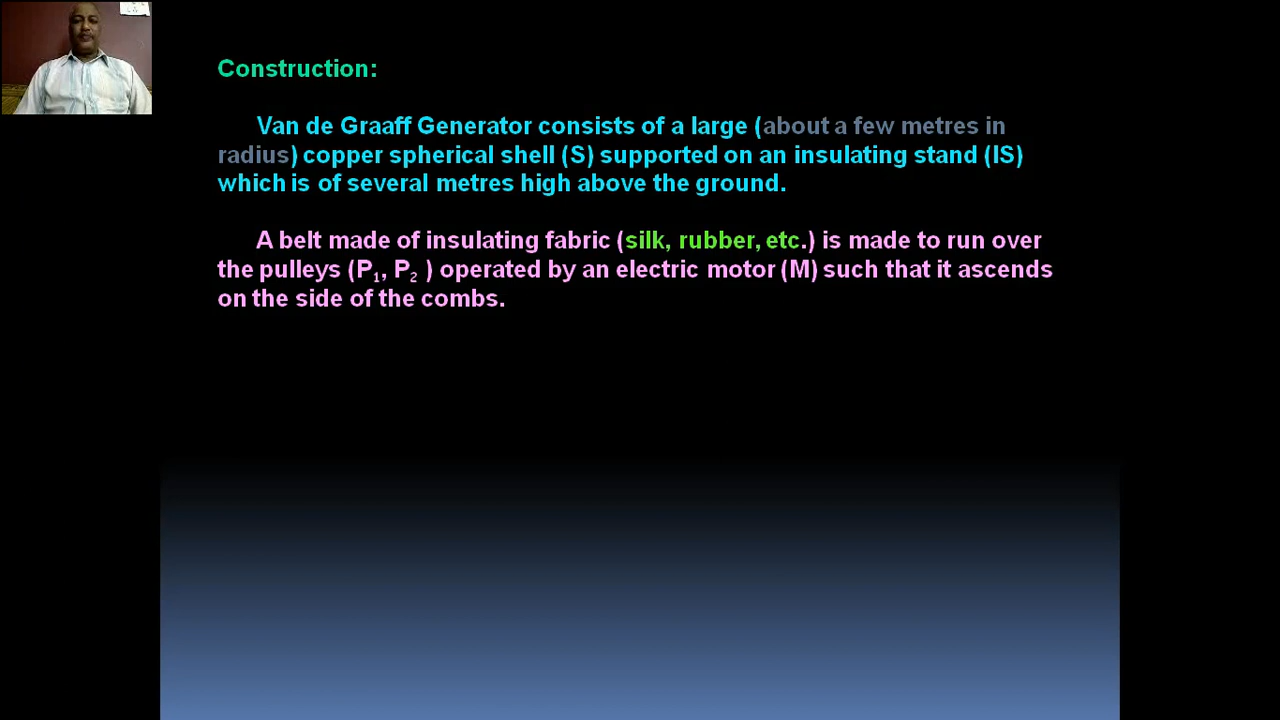 Construction:
Van de Graaff Generator consists of a large (about a few metres in
radius) copper spherical shell (S) supported on an insulating stand (IS)
which is of several metres high above the ground.
A belt made of insulating fabric (silk, rubber, etc.) is made to run over
the pulleys (P₁, P₂ ) operated by an electric motor (M) such that it ascends
on the side of the combs.